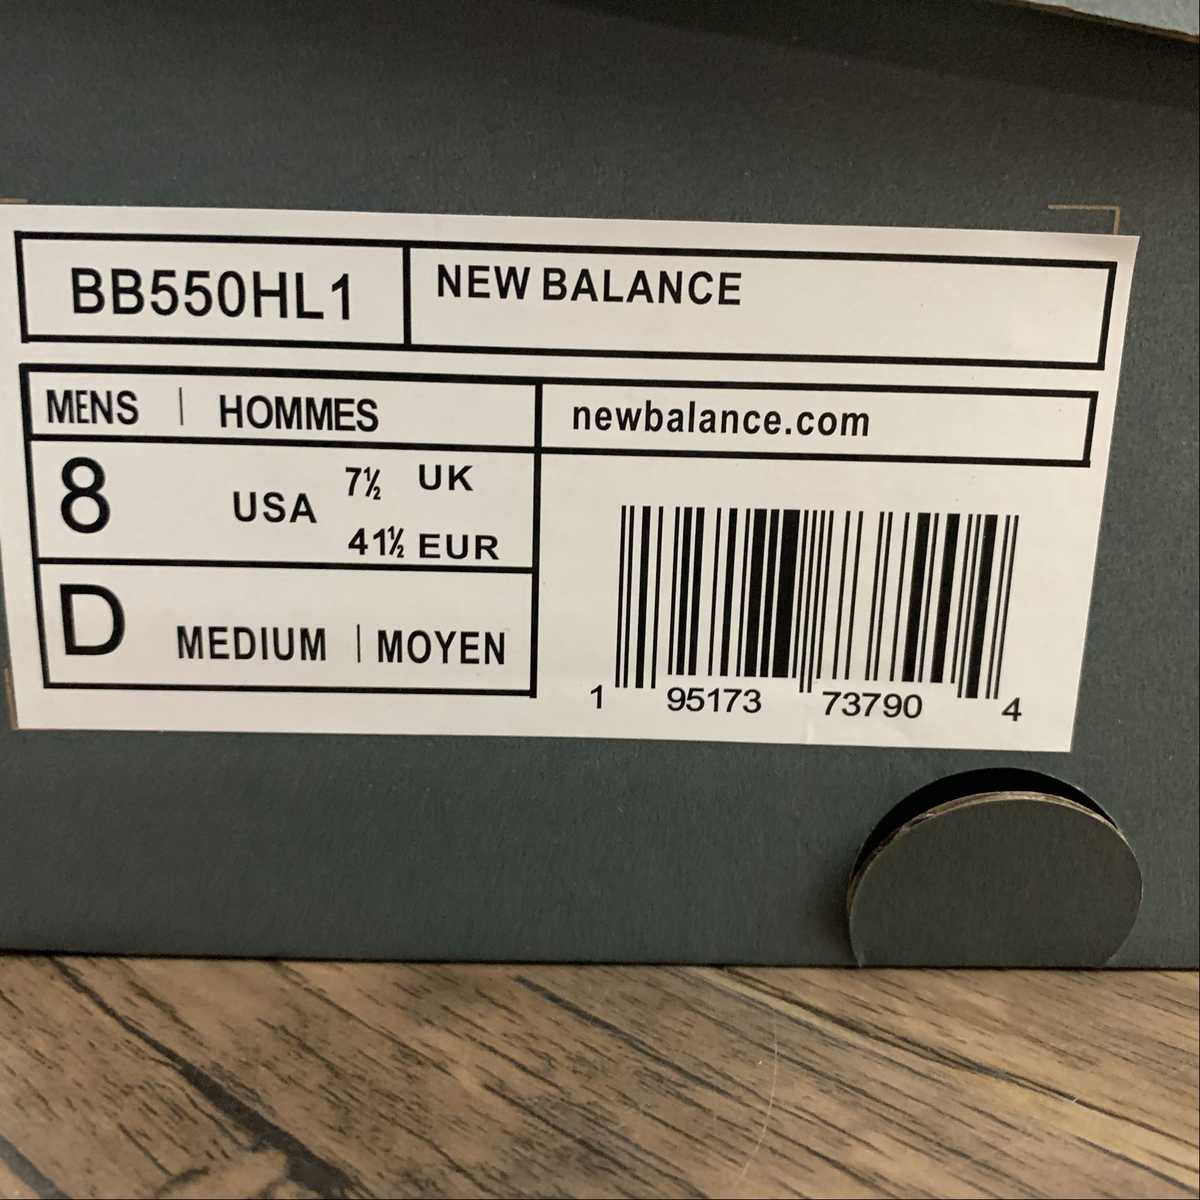 BB550HL1
NEW BALANCE
MENS | HOMMES
newbalance.com
8 USA 7½ UK
41½ EUR
D MEDIUM | MOYEN
1 95173 73790 4